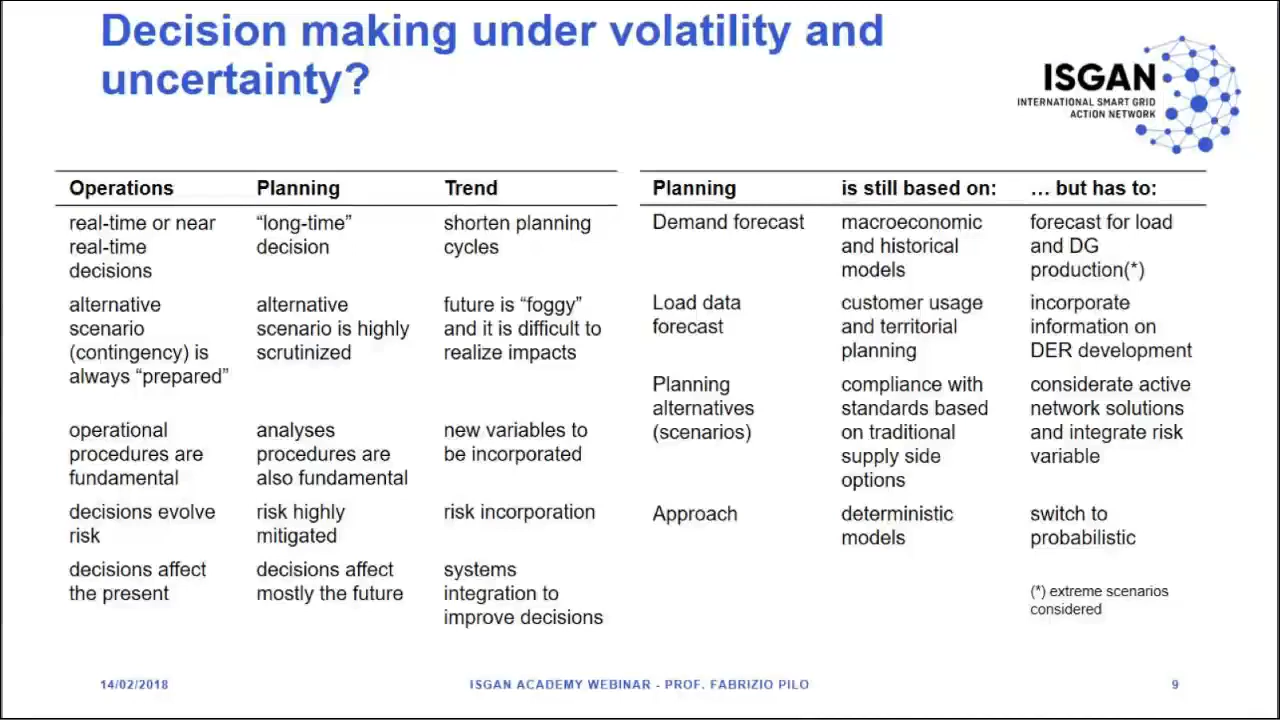 Decision making under volatility and
uncertainty?
ISGAN
INTERNATIONAL SMART GRID
ACTION NETWORK
Operations Planning Trend
real-time or near “long-time” shorten planning
real-time decision cycles
decisions
alternative alternative future is “foggy”
scenario scenario is highly and it is difficult to
(contingency) is scrutinized realize impacts
always “prepared”
operational analyses new variables to
procedures are procedures are be incorporated
fundamental also fundamental
decisions evolve risk highly risk incorporation
risk mitigated
decisions affect decisions affect systems
the present mostly the future integration to
improve decisions
Planning is still based on: … but has to:
Demand forecast macroeconomic forecast for load
and historical and DG
models production(*)
Load data customer usage incorporate
forecast and territorial information on
planning DER development
Planning compliance with considerate active
alternatives standards based network solutions
(scenarios) on traditional and integrate risk
supply side variable
options
Approach deterministic switch to
models probabilistic
(*) extreme scenarios
considered
14/02/2018 ISGAN ACADEMY WEBINAR - PROF. FABRIZIO PILO 9